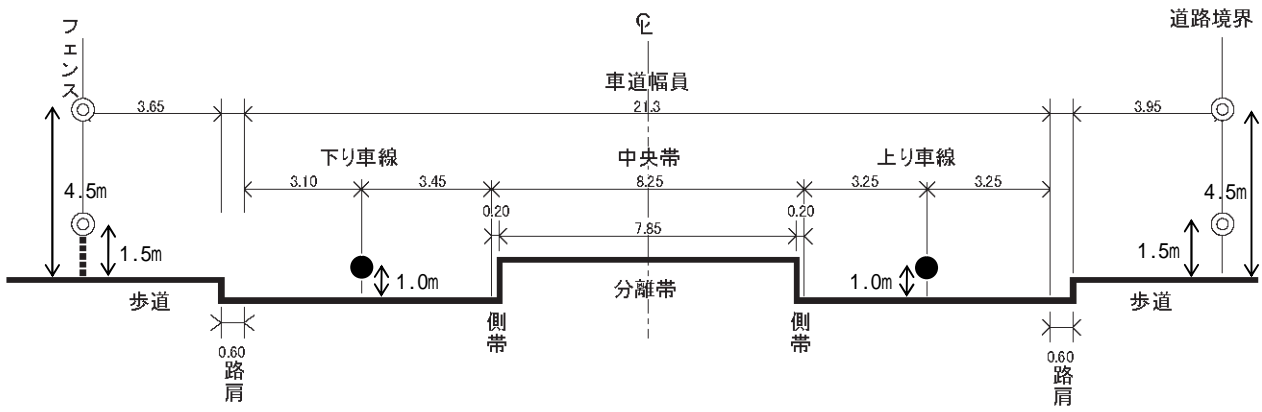 フェンス
℄
道路境界
車道幅員
3.65
21.3
3.95
下り車線
中央帯
上り車線
3.10
3.45
8.25
3.25
3.25
4.5m
4.5m
0.20
0.20
7.85
1.5m
1.0m
1.0m
1.5m
歩道
分離帯
歩道
側帯
側帯
0.60
路肩
0.60
路肩